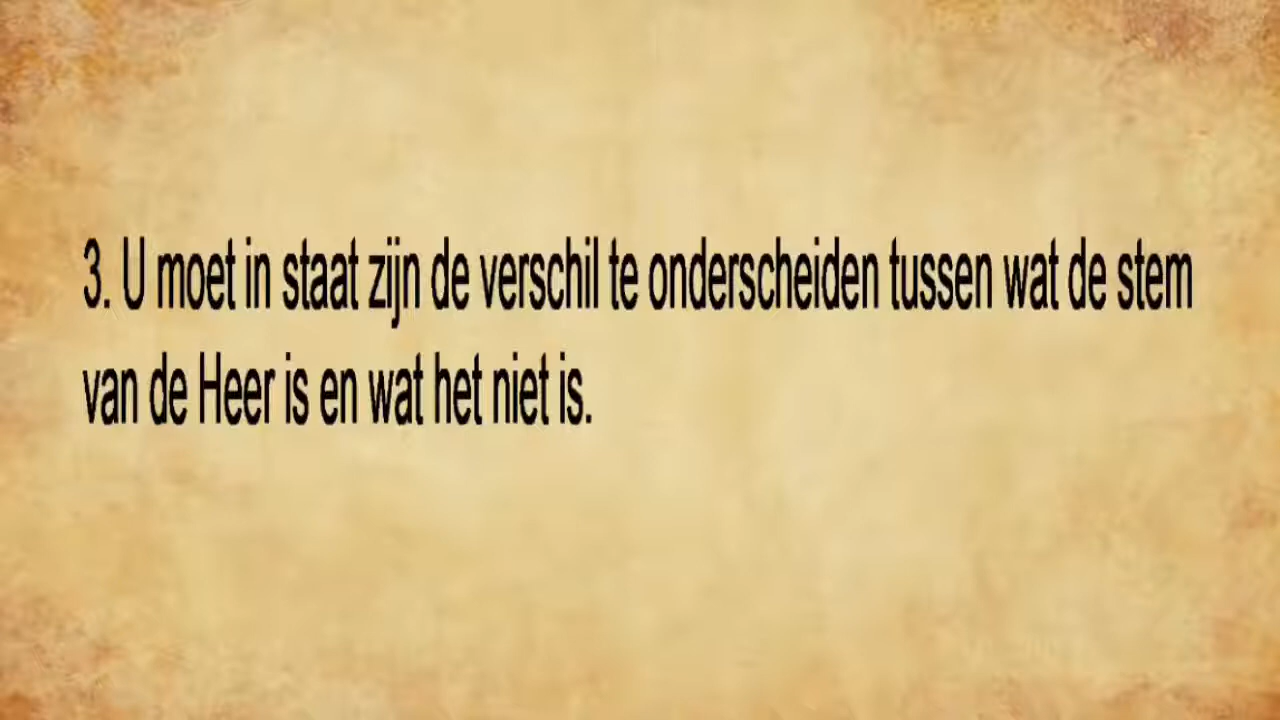 3. U moet in staat zijn de verschil te onderscheiden tussen wat de stem
van de Heer is en wat het niet is.